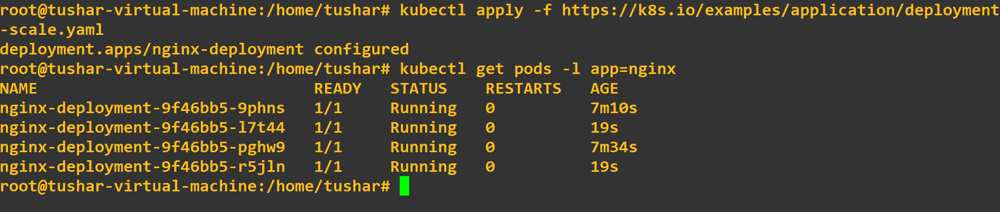 root@tushar-virtual-machine:/home/tushar# kubectl apply -f https://k8s.io/examples/application/deployment
-scale.yaml
deployment.apps/nginx-deployment configured
root@tushar-virtual-machine:/home/tushar# kubectl get pods -l app=nginx
NAME                             READY   STATUS    RESTARTS   AGE
nginx-deployment-9f46bb5-9phns   1/1     Running   0          7m10s
nginx-deployment-9f46bb5-l7t44   1/1     Running   0          19s
nginx-deployment-9f46bb5-pghw9   1/1     Running   0          7m34s
nginx-deployment-9f46bb5-r5jln   1/1     Running   0          19s
root@tushar-virtual-machine:/home/tushar#